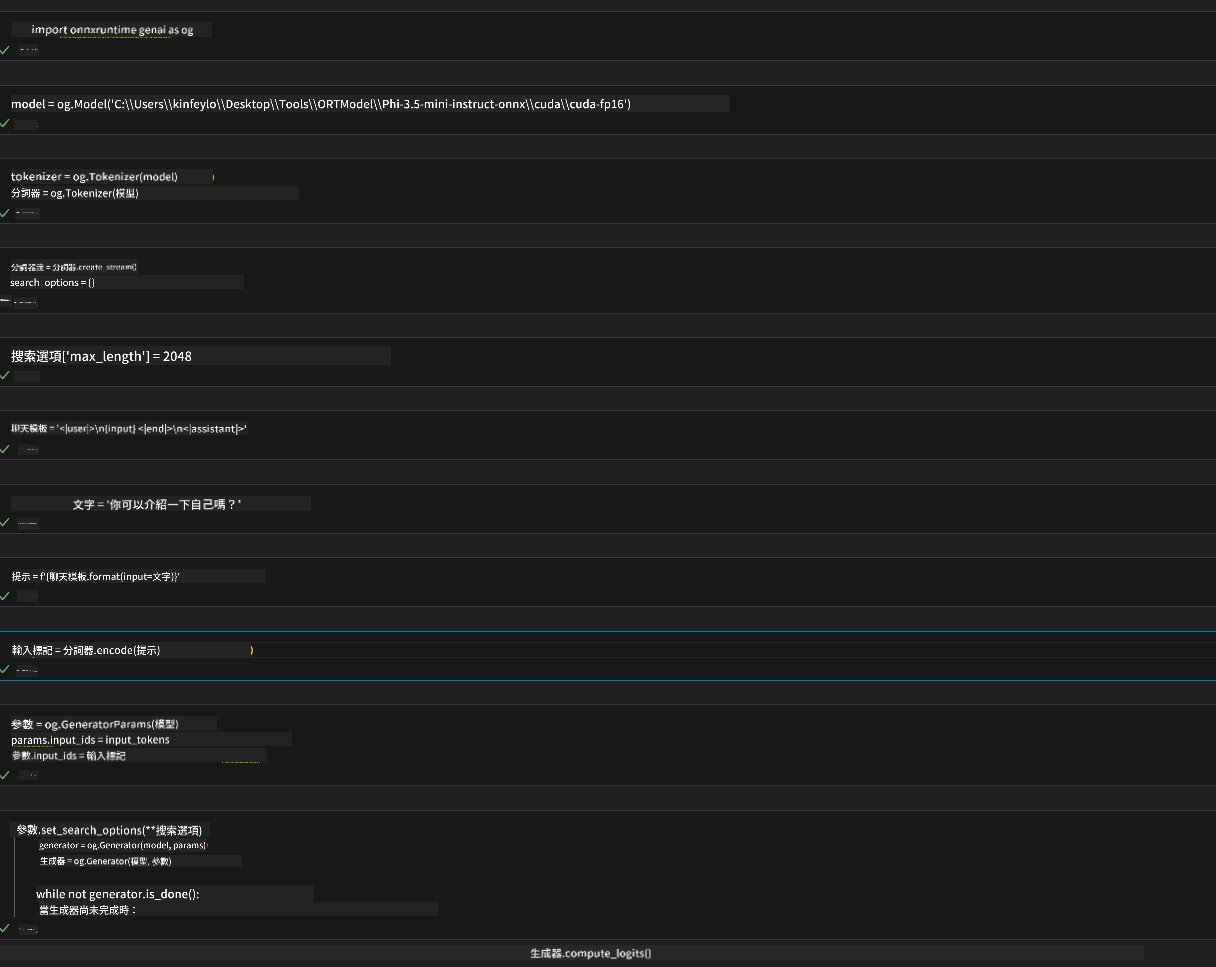 import onnxruntime genai as og
model = og.Model('C:\\Users\\kinfeylo\\Desktop\\Tools\\ORTModel\\Phi-3.5-mini-instruct-onnx\\cuda\\cuda-fp16')
tokenizer = og.Tokenizer(model) )
分詞器 = og.Tokenizer(模型)
分詞器流 = 分詞器.create_stream()
search_options = {}
搜索選項['max_length'] = 2048
聊天模板 = '<|user|>\n{input} <|end|>\n<|assistant|>'
文字 = '你可以介紹一下自己嗎？'
提示 = f'{聊天模板.format(input=文字)}'
輸入標記 = 分詞器.encode(提示) )
參數 = og.GeneratorParams(模型)
params.input_ids = input_tokens
參數.input_ids = 輸入標記
參數.set_search_options(**搜索選項)
generator = og.Generator(model, params)
生成器 = og.Generator(模型, 參數)
while not generator.is_done():
當生成器尚未完成時：
生成器.compute_logits()